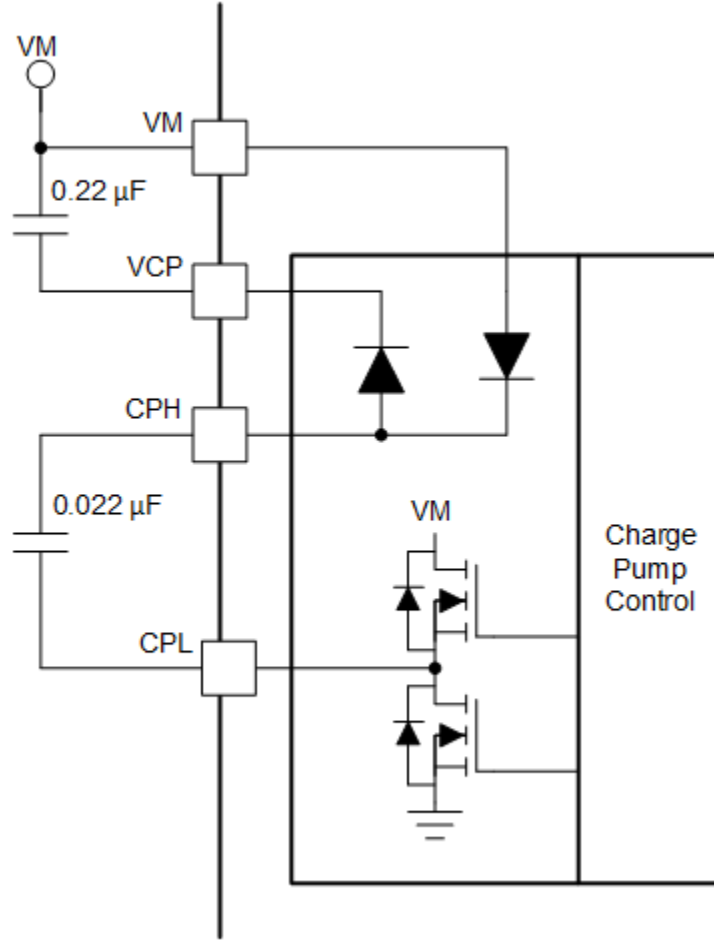 VM
VM
0.22 µF
VCP
CPH
0.022 µF
VM
Charge
Pump
Control
CPL